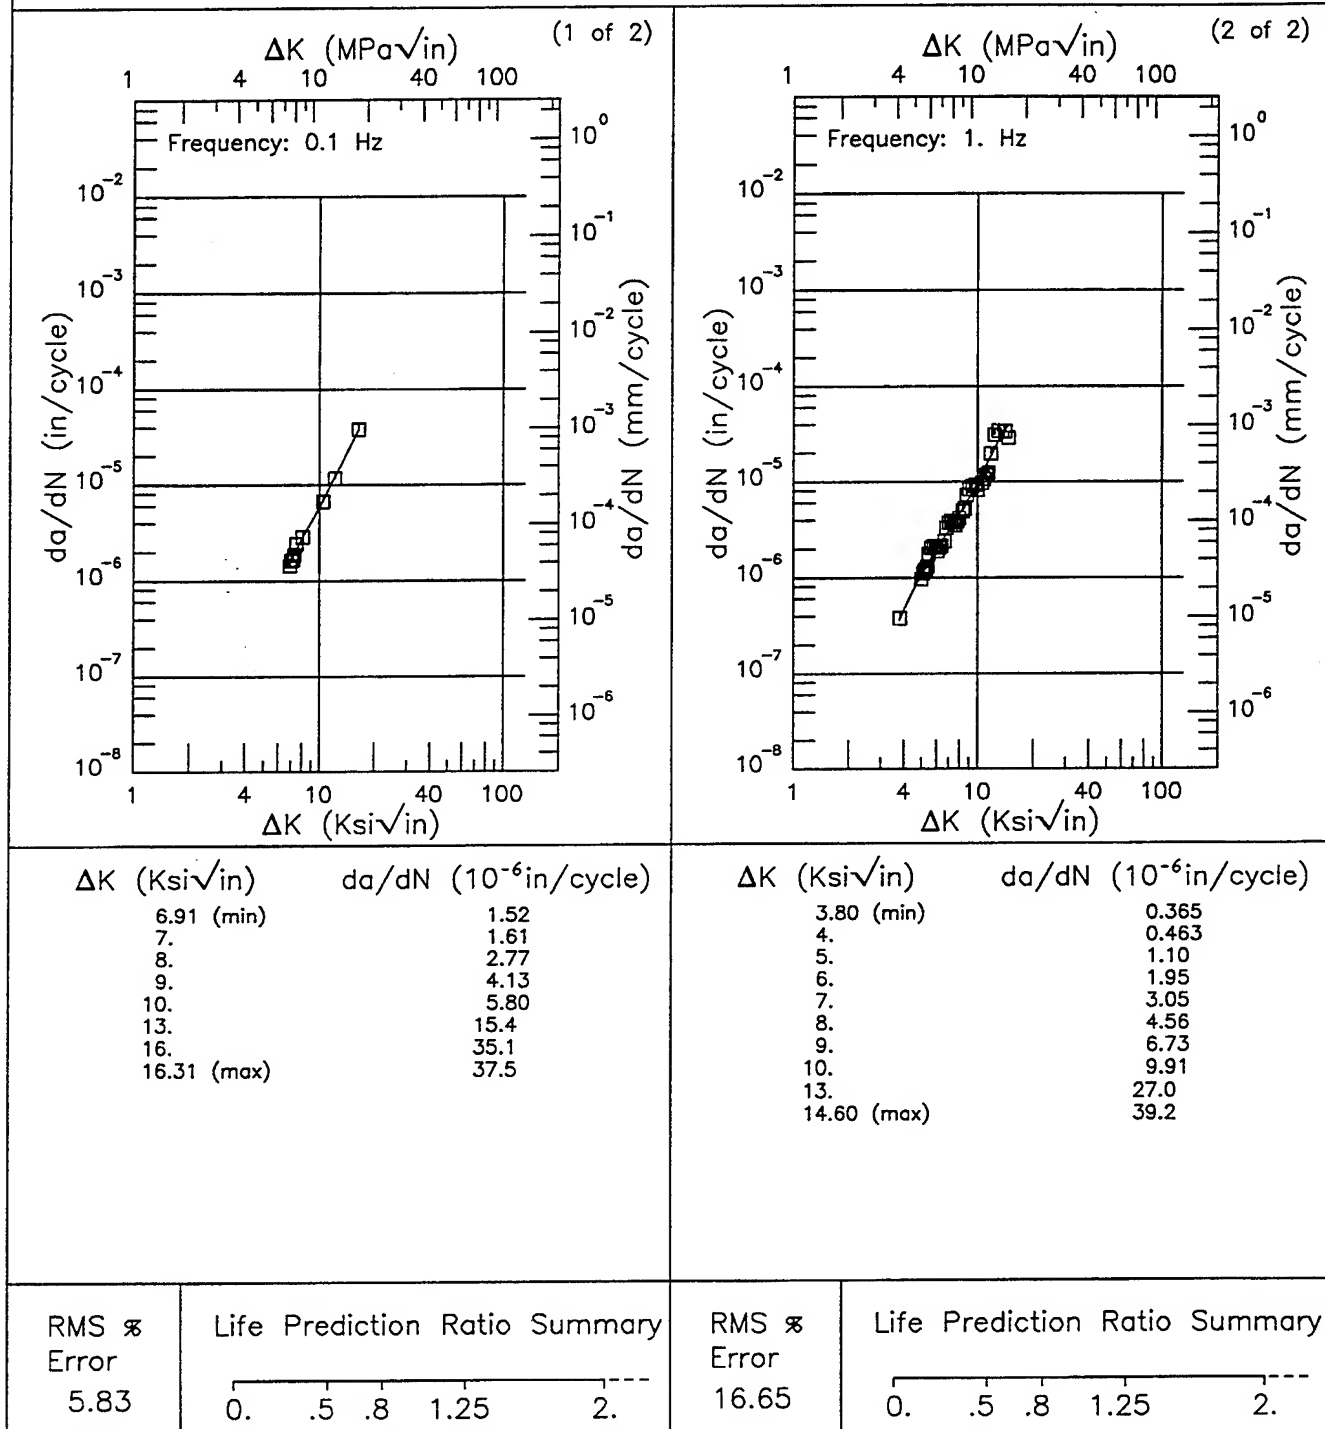 (1 of 2)
ΔK (MPa√in)
1 4 10 40 100
Frequency: 0.1 Hz
10⁰
10⁻²
10⁻¹
10⁻³
10⁻²
10⁻⁴
10⁻³
10⁻⁵
10⁻⁴
10⁻⁶
10⁻⁵
10⁻⁷
10⁻⁶
10⁻⁸
da/dN (in/cycle)
da/dN (mm/cycle)
1 4 10 40 100
ΔK (Ksi√in)
(2 of 2)
ΔK (MPa√in)
1 4 10 40 100
Frequency: 1. Hz
10⁰
10⁻²
10⁻¹
10⁻³
10⁻²
10⁻⁴
10⁻³
10⁻⁵
10⁻⁴
10⁻⁶
10⁻⁵
10⁻⁷
10⁻⁶
10⁻⁸
da/dN (in/cycle)
da/dN (mm/cycle)
1 4 10 40 100
ΔK (Ksi√in)
ΔK (Ksi√in) da/dN (10⁻⁶in/cycle)
6.91 (min) 1.52
7. 1.61
8. 2.77
9. 4.13
10. 5.80
13. 15.4
16. 35.1
16.31 (max) 37.5
ΔK (Ksi√in) da/dN (10⁻⁶in/cycle)
3.80 (min) 0.365
4. 0.463
5. 1.10
6. 1.95
7. 3.05
8. 4.56
9. 6.73
10. 9.91
13. 27.0
14.60 (max) 39.2
RMS %
Error
5.83
Life Prediction Ratio Summary
0. .5 .8 1.25 2.
RMS %
Error
16.65
Life Prediction Ratio Summary
0. .5 .8 1.25 2.